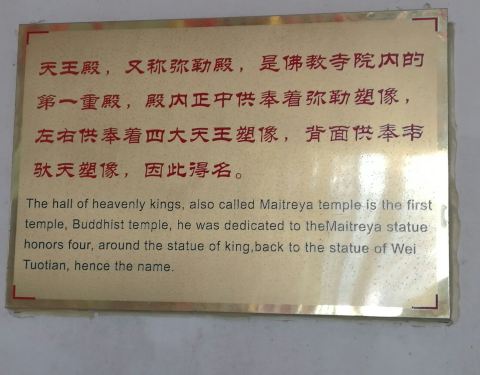 天王殿，又称弥勒殿，是佛教寺院内的
第一重殿，殿内正中供奉着弥勒塑像，
左右供奉着四大天王塑像，背面供奉韦
驮天塑像，因此得名。
The hall of heavenly kings, also called Maitreya temple is the first
temple, Buddhist temple, he was dedicated to theMaitreya statue
honors four, around the statue of king,back to the statue of Wei
Tuotian, hence the name.